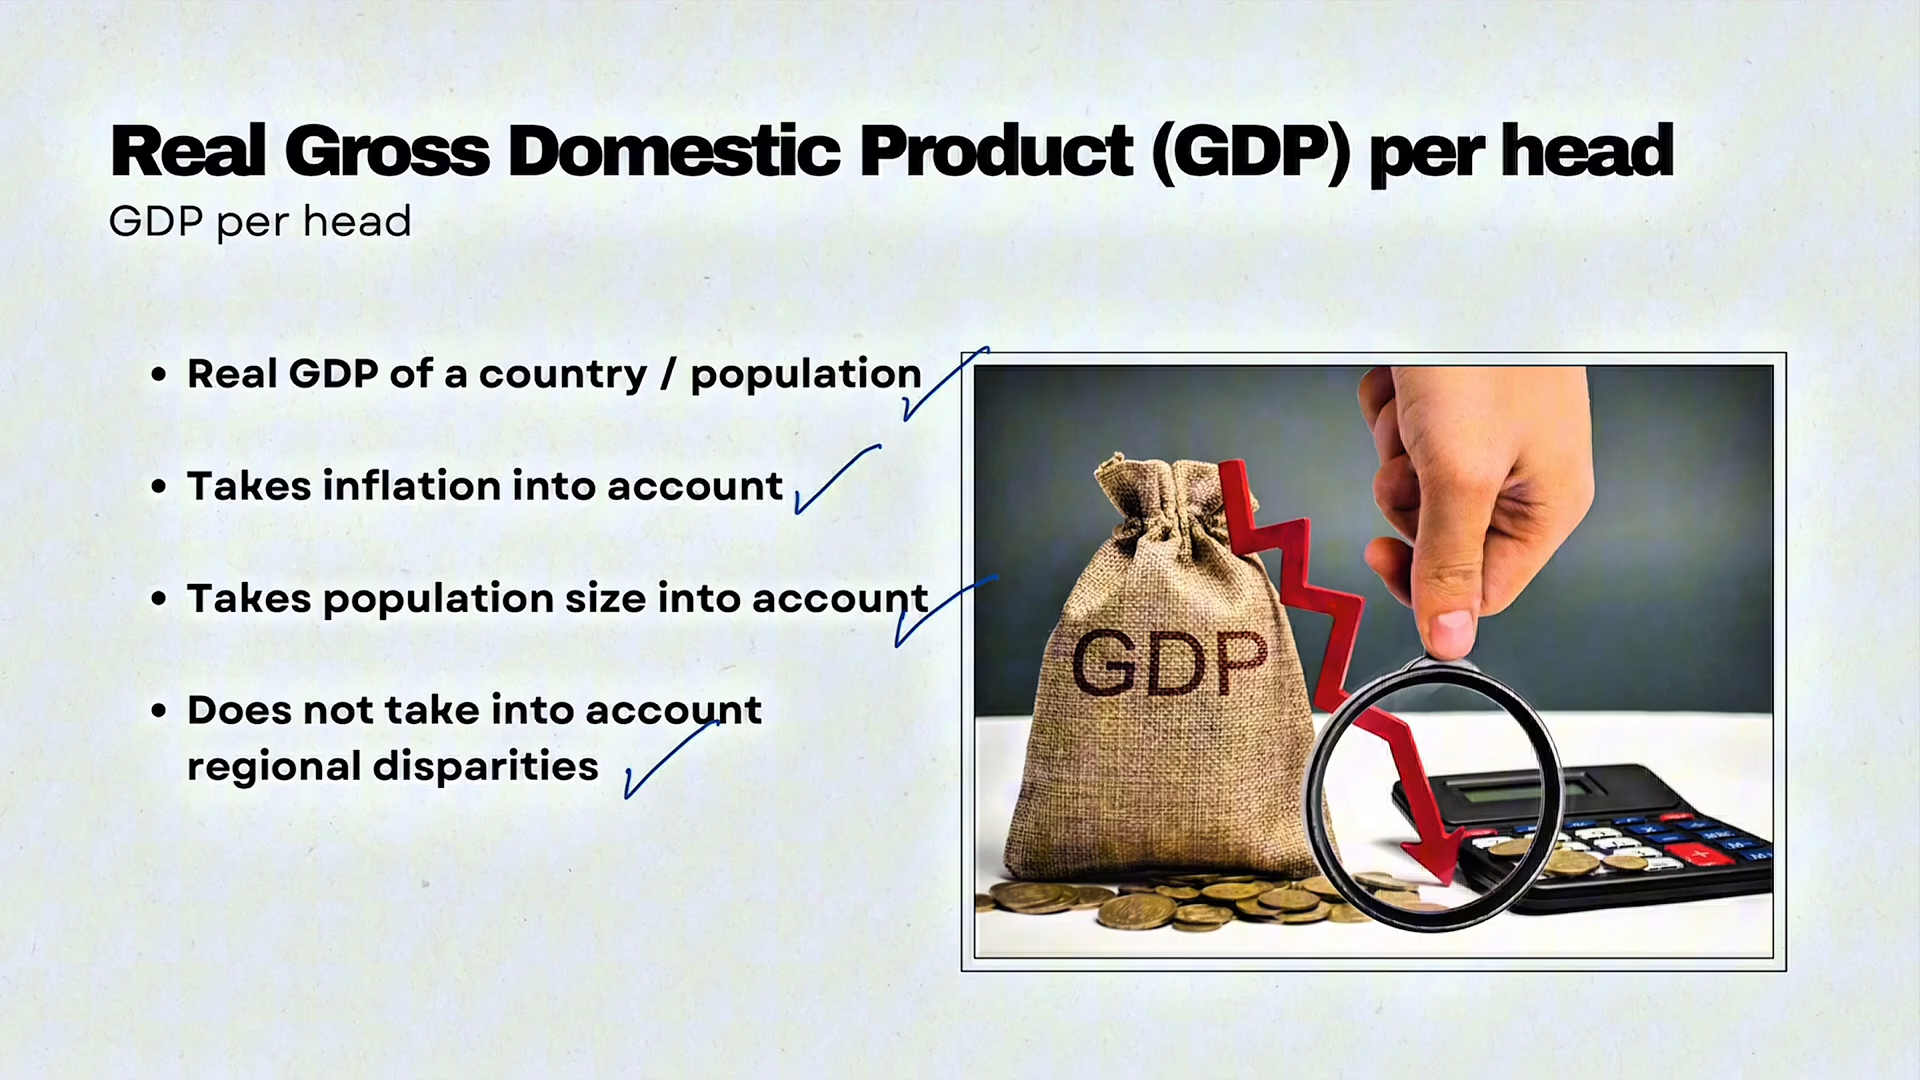 Real Gross Domestic Product (GDP) per head
GDP per head
• Real GDP of a country / population
• Takes inflation into account
• Takes population size into account
• Does not take into account
regional disparities
GDP